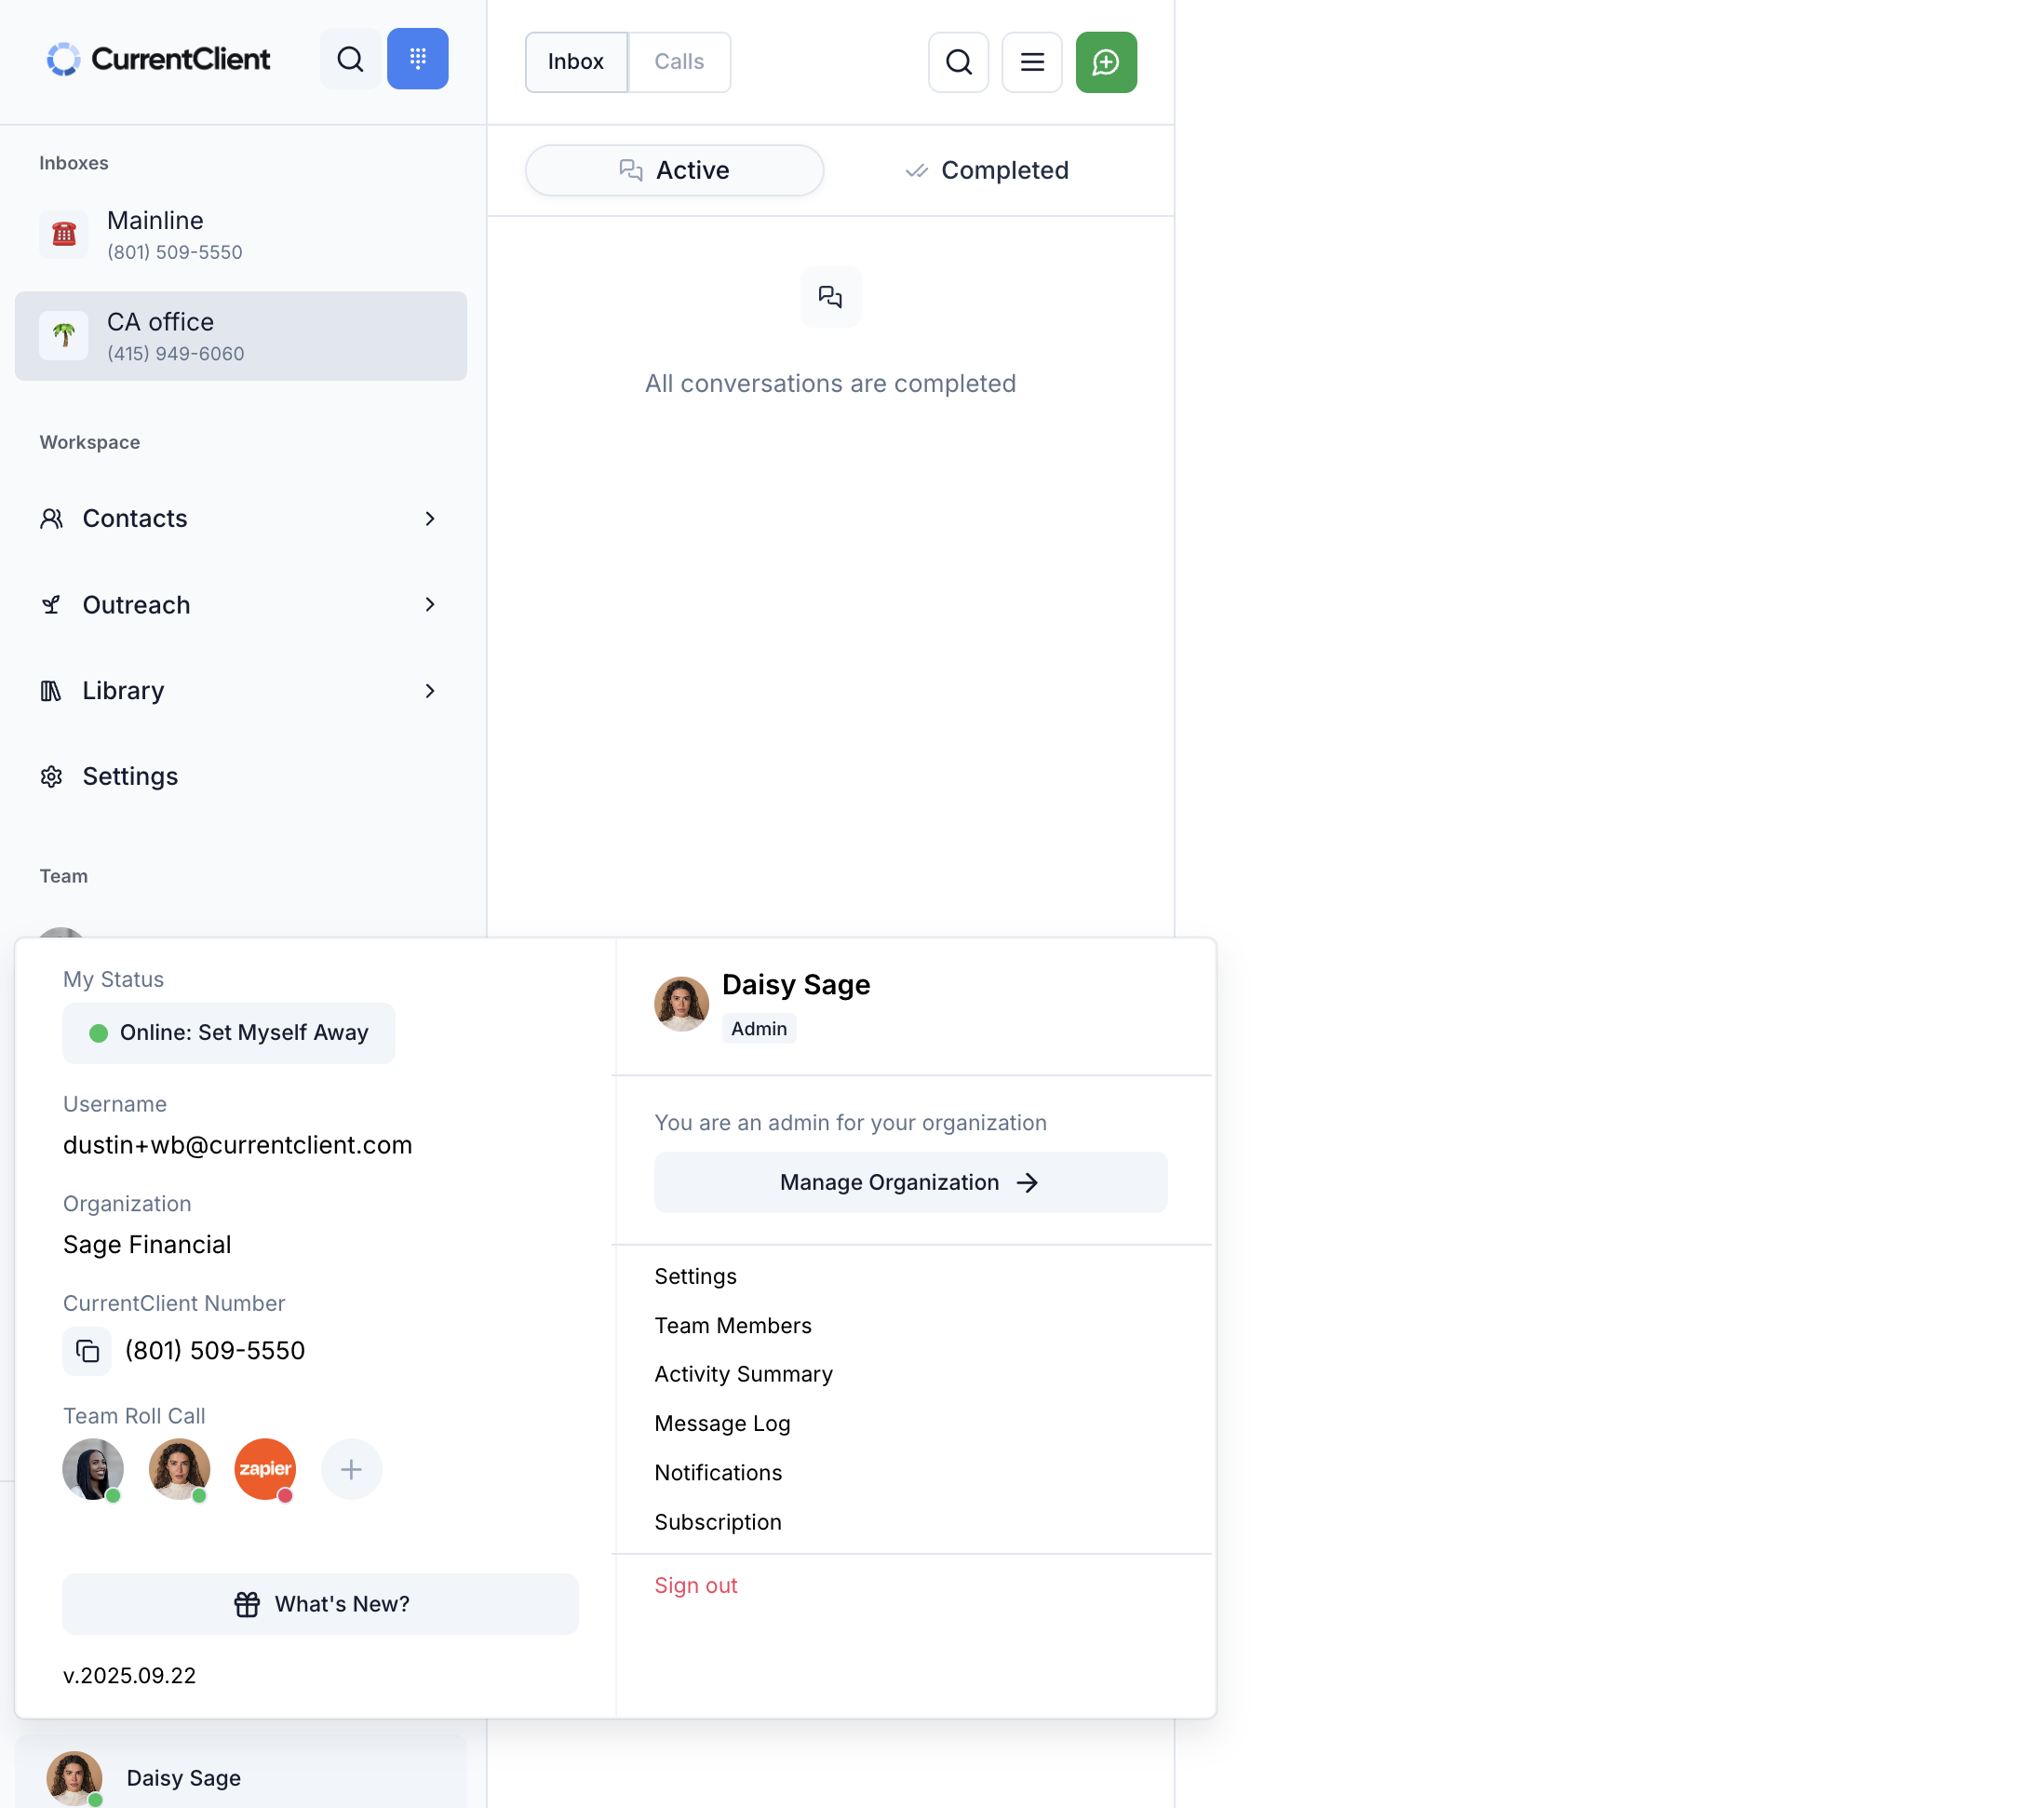 CurrentClient
Inbox
Calls
Active
Completed
Inboxes
Mainline
(801) 509-5550
CA office
(415) 949-6060
All conversations are completed
Workspace
Contacts
Outreach
Library
Settings
Team
My Status
Online: Set Myself Away
Username
dustin+wb@currentclient.com
Organization
Sage Financial
CurrentClient Number
(801) 509-5550
Team Roll Call
zapier
What's New?
v.2025.09.22
Daisy Sage
Admin
You are an admin for your organization
Manage Organization
Settings
Team Members
Activity Summary
Message Log
Notifications
Subscription
Sign out
Daisy Sage